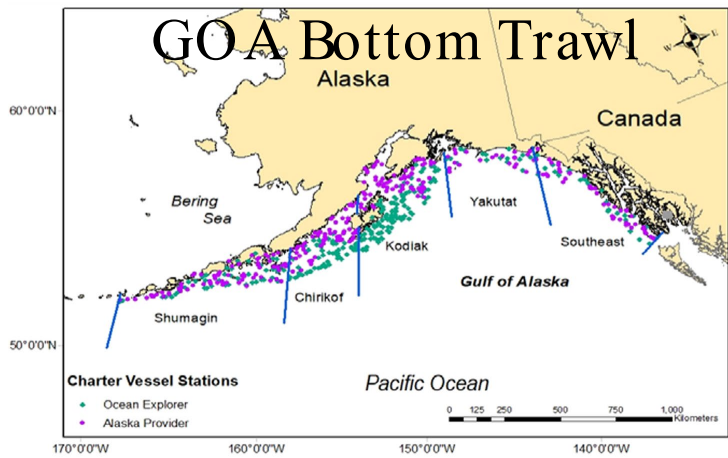 GOA Bottom Trawl
Alaska
60°0'0"N
Canada
Bering
Sea
Yakutat
Southeast
Kodiak
Gulf of Alaska
Chirikof
Shumagin
50°0'0"N
Charter Vessel Stations
Pacific Ocean
Ocean Explorer
Alaska Provider
0 125 250 500 750 1,000
Kilometers
170°0'0"W 160°0'0"W 150°0'0"W 140°0'0"W